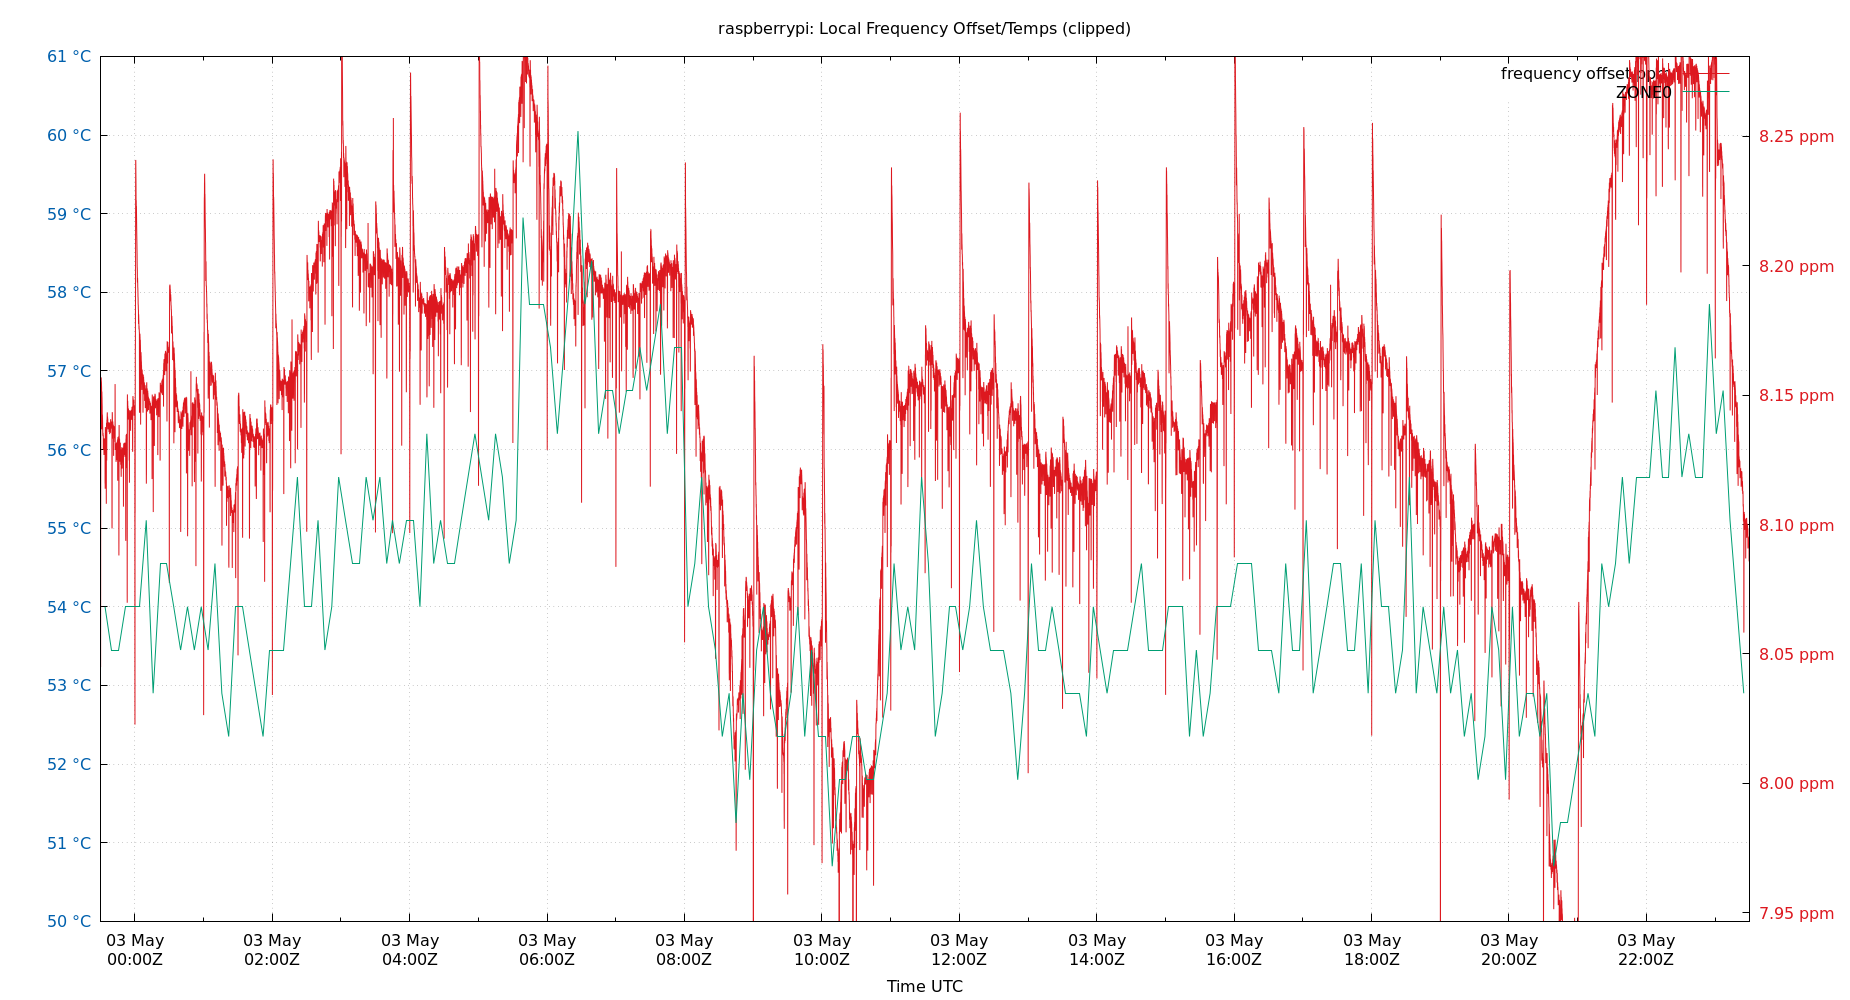 raspberrypi: Local Frequency Offset/Temps (clipped)
frequency offset ppm
ZONE0
61 °C
60 °C
59 °C
58 °C
57 °C
56 °C
55 °C
54 °C
53 °C
52 °C
51 °C
50 °C
8.25 ppm
8.20 ppm
8.15 ppm
8.10 ppm
8.05 ppm
8.00 ppm
7.95 ppm
03 May 03 May 03 May 03 May 03 May 03 May 03 May 03 May 03 May 03 May 03 May 03 May
00:00Z 02:00Z 04:00Z 06:00Z 08:00Z 10:00Z 12:00Z 14:00Z 16:00Z 18:00Z 20:00Z 22:00Z
Time UTC